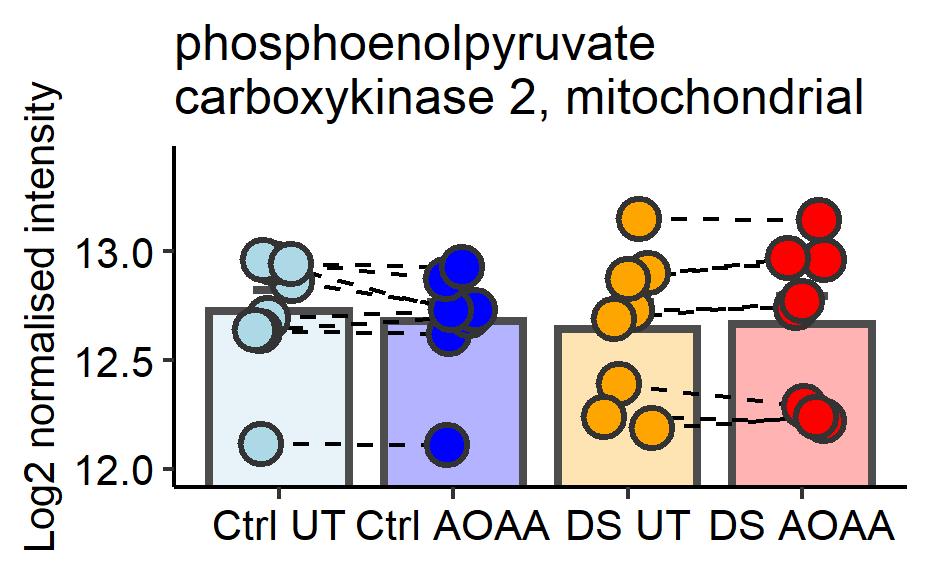 phosphoenolpyruvate
carboxykinase 2, mitochondrial
Log2 normalised intensity
13.0
12.5
12.0
Ctrl UT Ctrl AOAA DS UT DS AOAA